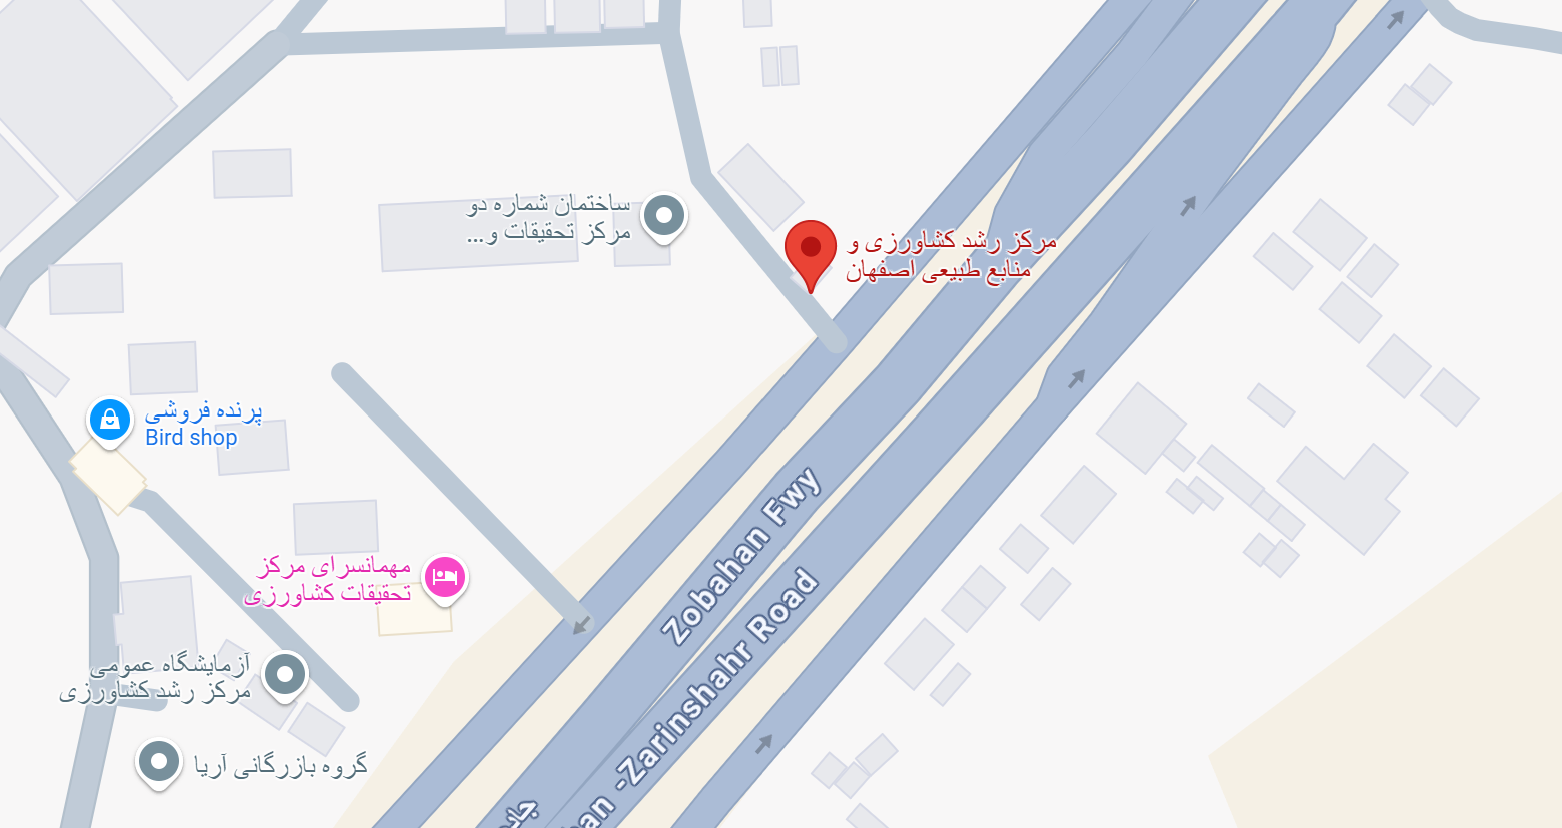 ساختمان شماره دو
مرکز تحقیقات و...
مرکز رشد کشاورزی و
منابع طبیعی اصفهان
پرنده فروشی
Bird shop
Zobahan Fwy
مهمانسرای مرکز
تحقیقات کشاورزی
-Zarinshahr Road
آزمایشگاه عمومی
مرکز رشد کشاورزی
گروه بازرگانی آریا